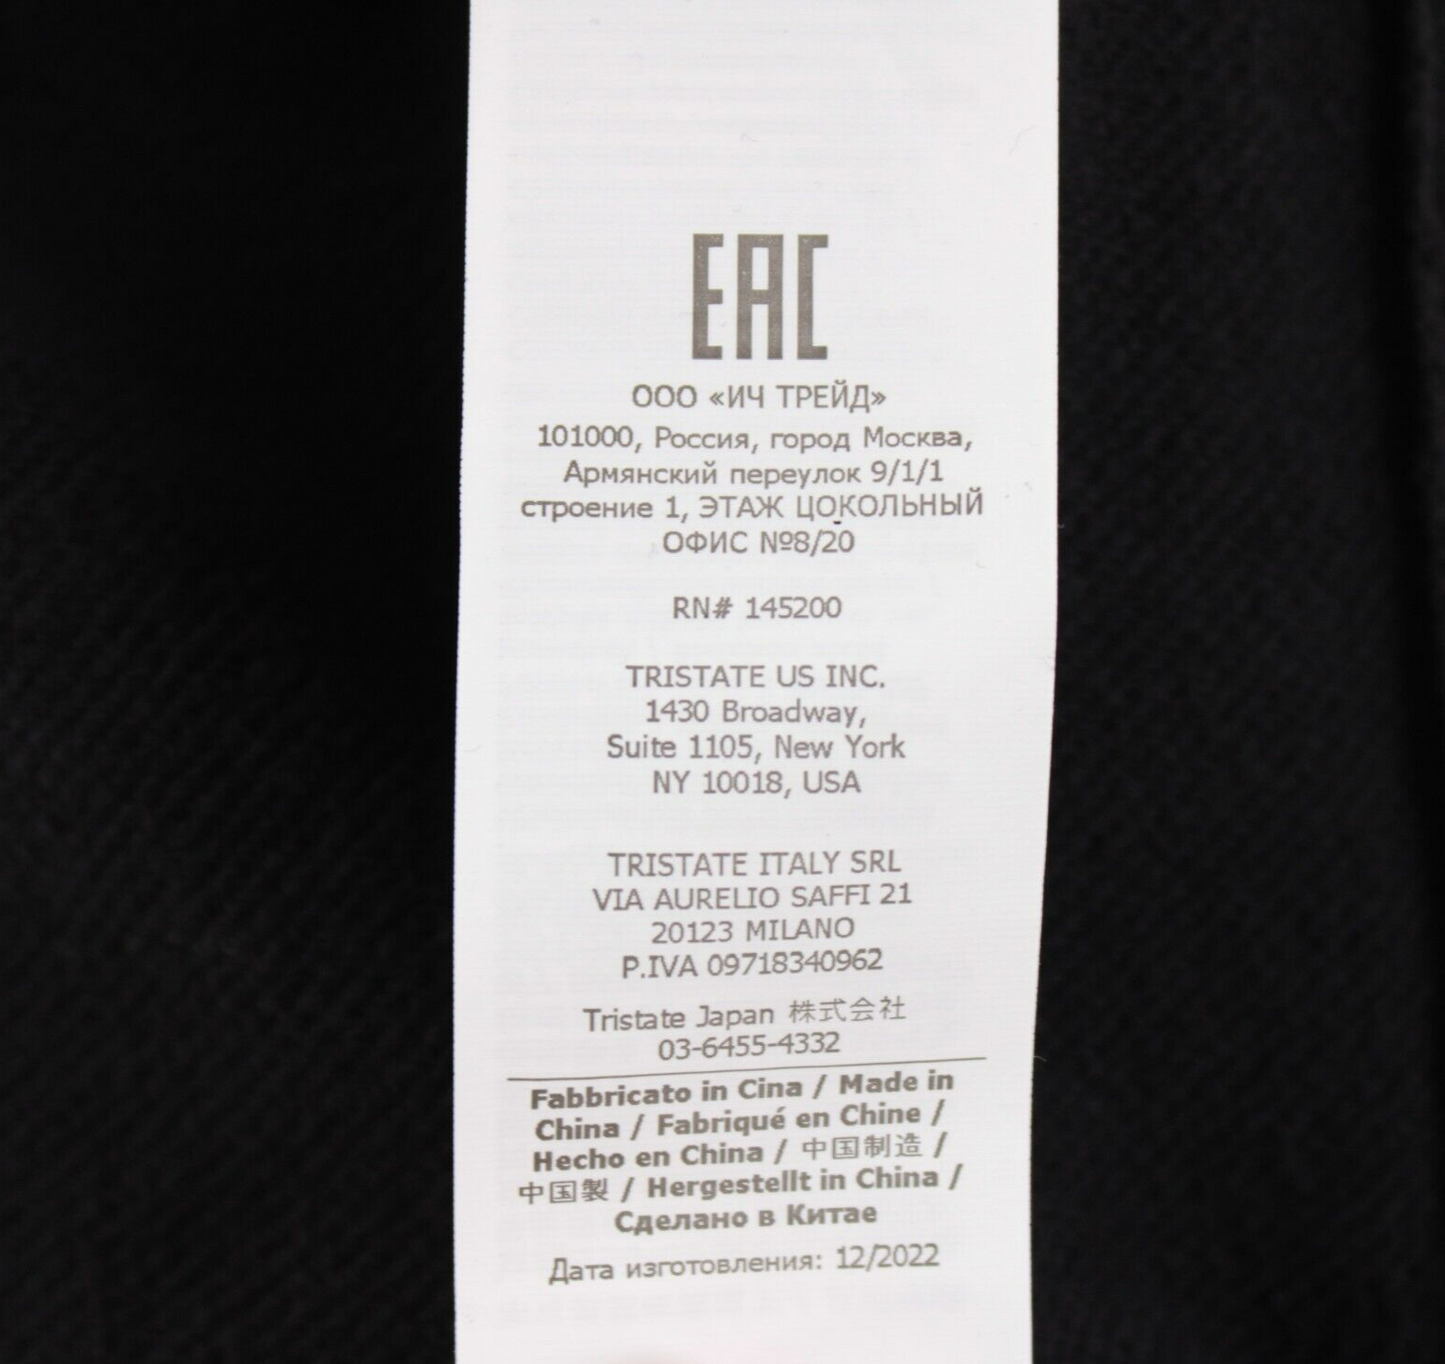 EAC
ООО «ИЧ ТРЕЙД»
101000, Россия, город Москва,
Армянский переулок 9/1/1
строение 1, ЭТАЖ ЦОКОЛЬНЫЙ
ОФИС №8/20
RN# 145200
TRISTATE US INC.
1430 Broadway,
Suite 1105, New York
NY 10018, USA
TRISTATE ITALY SRL
VIA AURELIO SAFFI 21
20123 MILANO
P.IVA 09718340962
Tristate Japan 株式会社
03-6455-4332
Fabbricato in Cina / Made in
China / Fabriqué en Chine /
Hecho en China / 中国制造 /
中国製 / Hergestellt in China /
Сделано в Китае
Дата изготовления: 12/2022